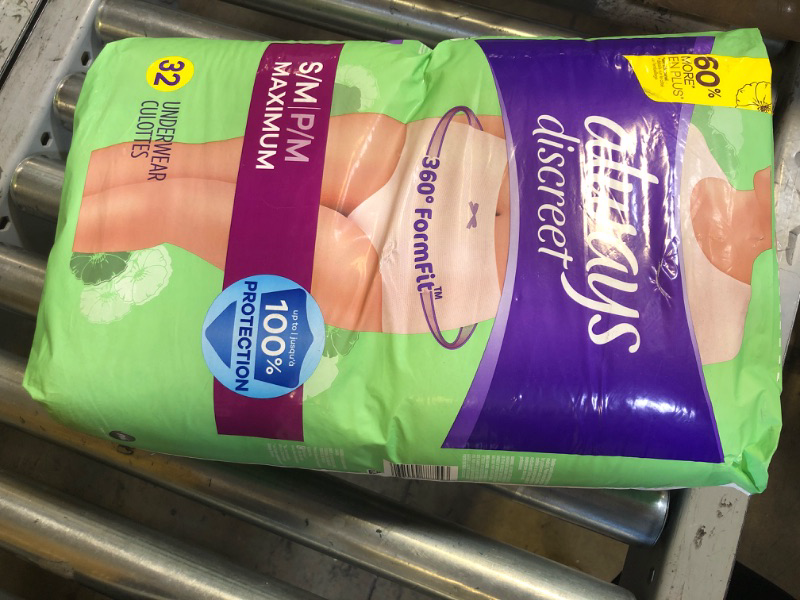 60%
MORE*
EN PLUS*
always
discreet
360° FormFit™
S/M|P/M
MAXIMUM
up to | jusqu'à
100%
PROTECTION
32
UNDERWEAR
CULOTTES